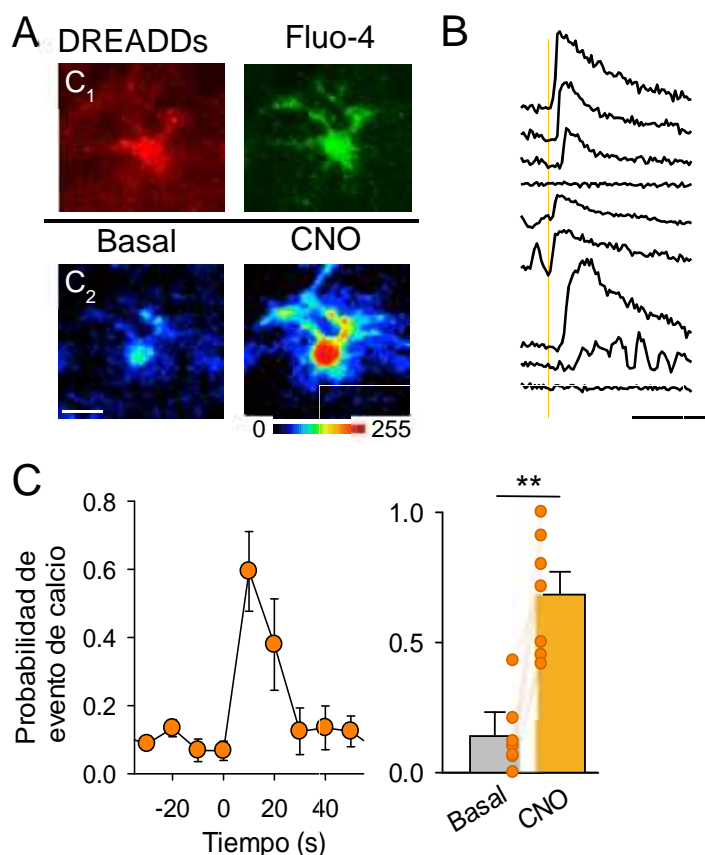 A
DREADDs
Fluo-4
B
C1
Basal
CNO
C2
0
255
C
Probabilidad de
evento de calcio
0.8
0.6
0.4
0.2
0.0
-20
0
20
40
Tiempo (s)
**
1.0
0.5
0.0
Basal
CNO